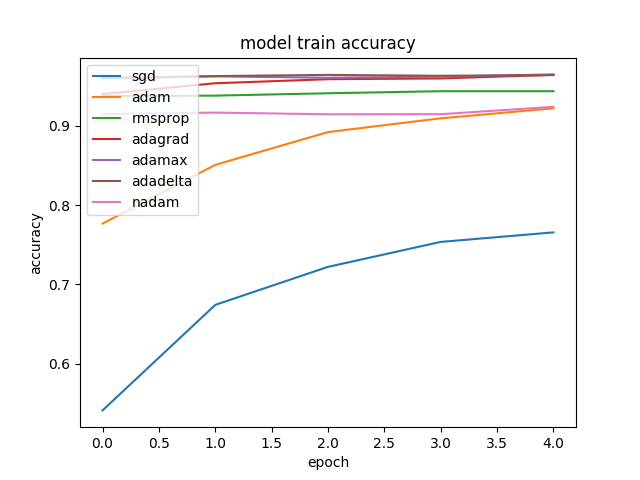 model train accuracy
sgd
adam
rmsprop
adagrad
adamax
adadelta
nadam
accuracy
0.9
0.8
0.7
0.6
0.0 0.5 1.0 1.5 2.0 2.5 3.0 3.5 4.0
epoch